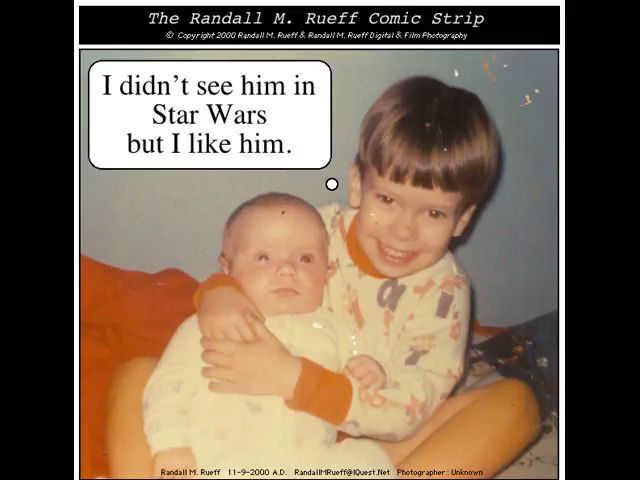 The Randall M. Rueff Comic Strip
© Copyright 2000 Randall M. Rueff & Randall M. Rueff Digital & Film Photography
I didn't see him in
Star Wars
but I like him.
Randall M. Rueff 11-9-2000 A.D. RandallMRueff@IQuest.Net Photographer: Unknown